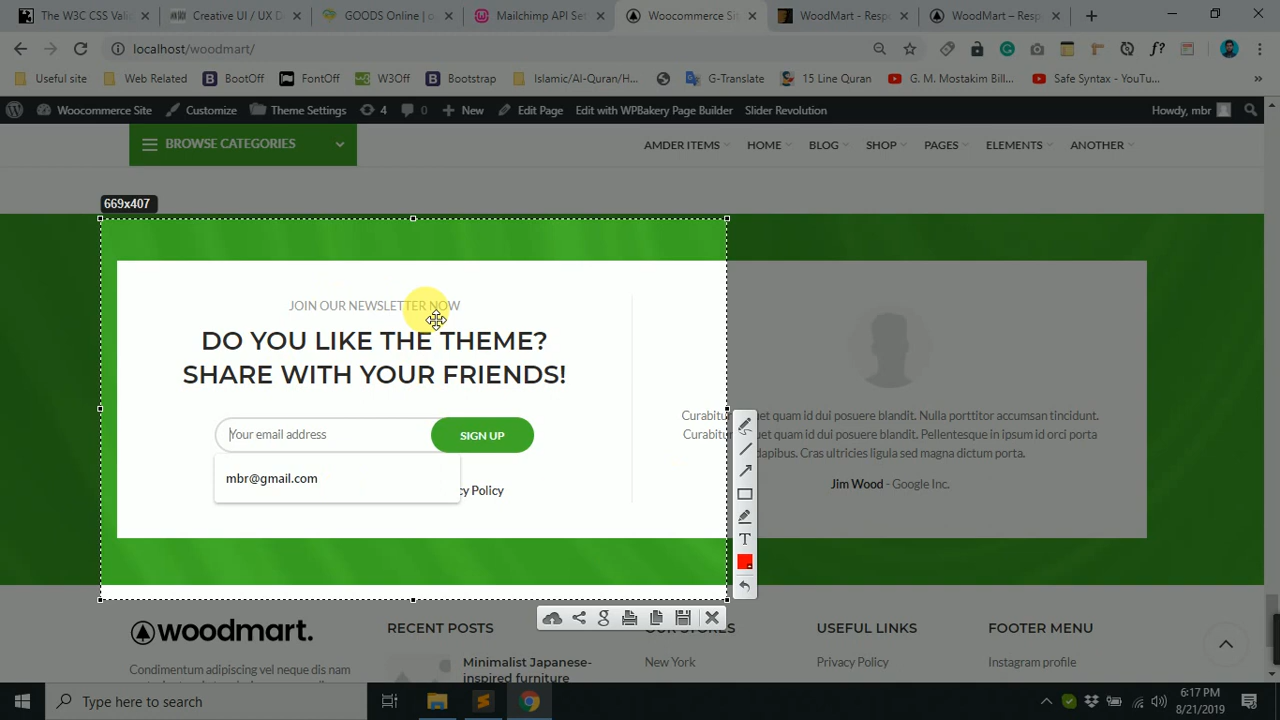 The W3C CSS Valid
Creative UI / UX D
GOODS Online | o
Mailchimp API Set
Woocommerce Sit
WoodMart - Respo
WoodMart – Resp
localhost/woodmart/
Useful site
Web Related
BootOff
FontOff
W3Off
Bootstrap
Islamic/Al-Quran/H...
G-Translate
15 Line Quran
G. M. Mostakim Bill...
Safe Syntax - YouTu...
Woocommerce Site
Customize
Theme Settings
4
0
New
Edit Page
Edit with WPBakery Page Builder
Slider Revolution
Howdy, mbr
BROWSE CATEGORIES
AMDER ITEMS
HOME
BLOG
SHOP
PAGES
ELEMENTS
ANOTHER
669x407
JOIN OUR NEWSLETTER NOW
DO YOU LIKE THE THEME?
SHARE WITH YOUR FRIENDS!
Your email address
SIGN UP
mbr@gmail.com
cy Policy
Curabitu et quam id dui posuere blandit. Nulla porttitor accumsan tincidunt.
Curabitu et quam id dui posuere blandit. Pellentesque in ipsum id orci porta
dapibus. Cras ultricies ligula sed magna dictum porta.
Jim Wood - Google Inc.
woodmart.
Condimentum adipiscing vel neque dis nam
RECENT POSTS
Minimalist Japanese-
inspired furniture
OUR STORES
New York
USEFUL LINKS
Privacy Policy
FOOTER MENU
Instagram profile
Type here to search
6:17 PM
8/21/2019